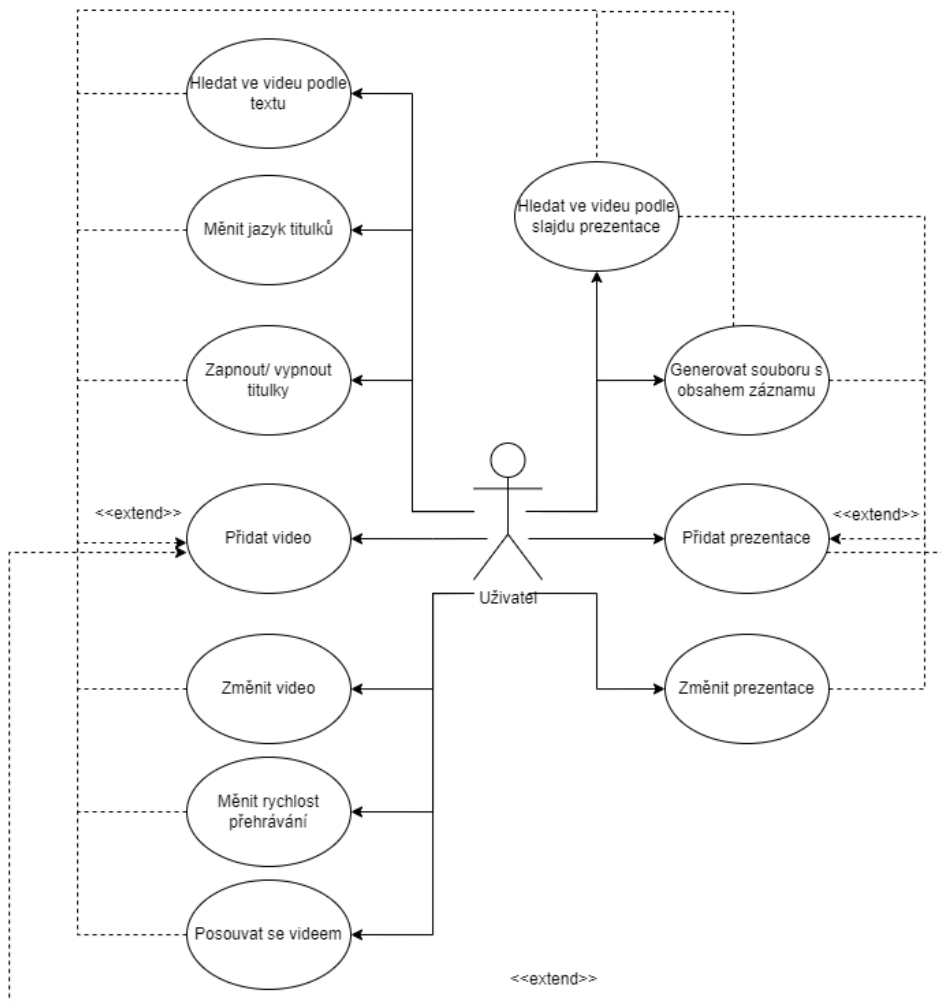 Hledat ve videu podle
textu
Hledat ve videu podle
slajdu prezentace
Měnit jazyk titulků
Zapnout/ vypnout
titulky
Generovat souboru s
obsahem záznamu
<<extend>>
Přidat video
Přidat prezentace
<<extend>>
Uživatel
Změnit video
Změnit prezentace
Měnit rychlost
přehrávání
Posouvat se videem
<<extend>>